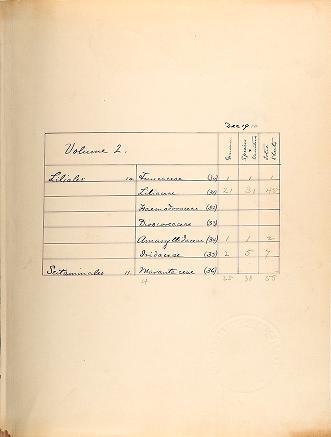 Dec 19 10
Volume 2. Genera Species & Varieties Total Sheets
Liliales 10 Juncaceae (30) 1 1 1
Liliaceae (31) 21 31 45
Haemodoraceae (32)
Dioscoraceae (33)
Amaryllidaceae (34) 1 1 2
Iridaceae (35) 2 5 7
Scitaminales 11 Marantaceae (36)
4 25 38 55